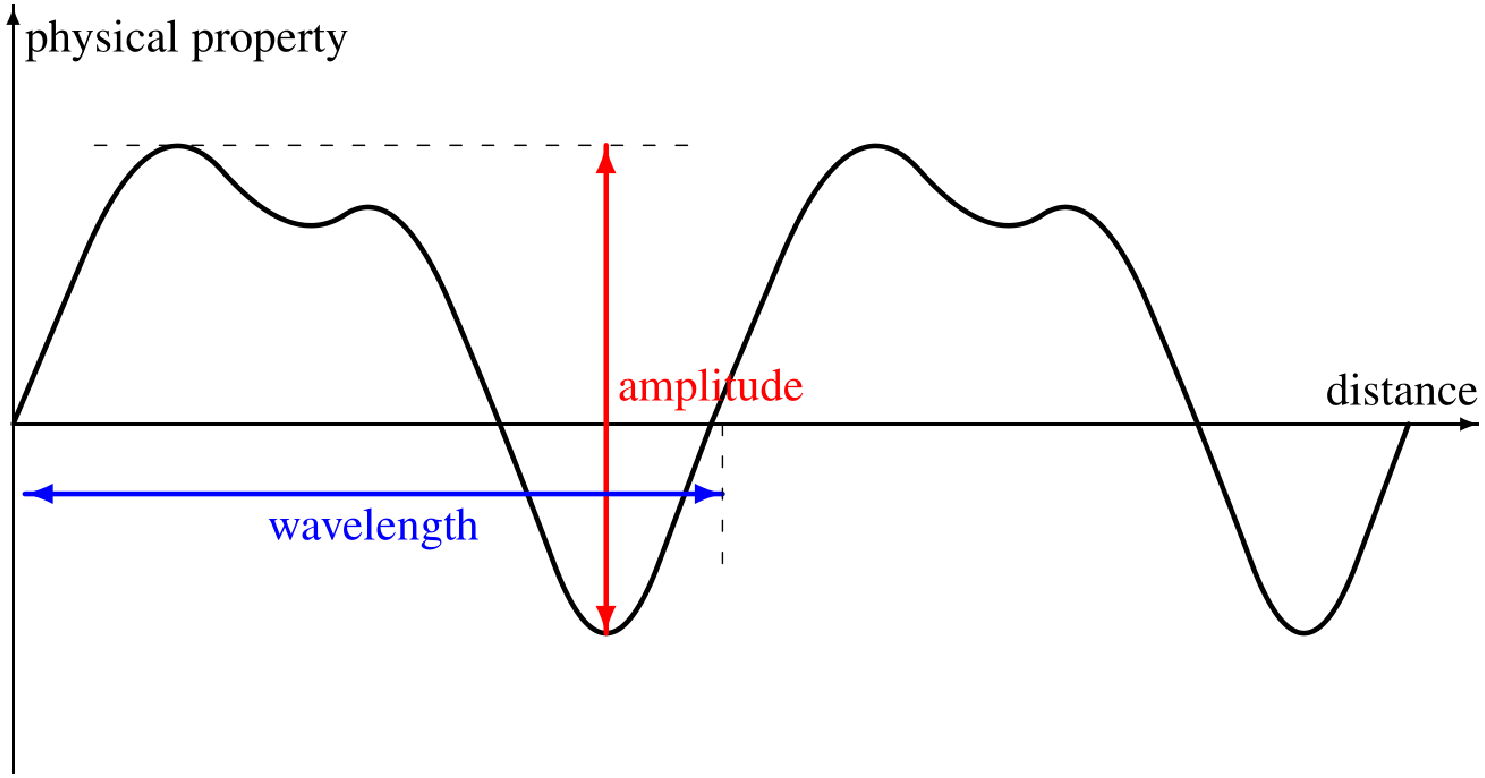 physical property
amplitude
distance
wavelength